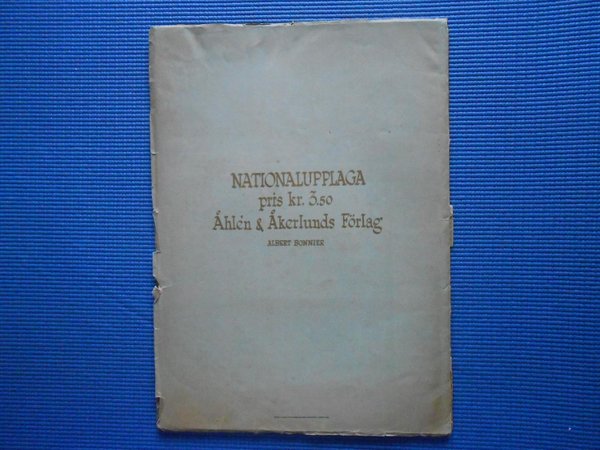 NATIONALUPPLAGA
pris kr. 3,50
Åhlén & Åkerlunds Förlag
ALBERT BONNIER